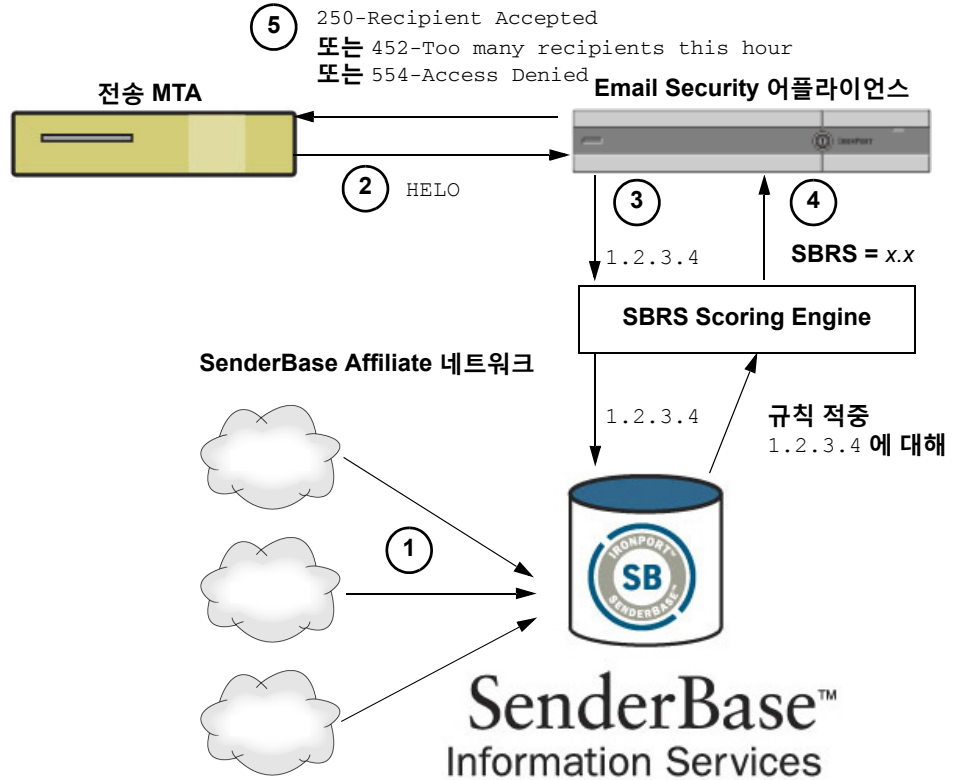 5
250-Recipient Accepted
또는 452-Too many recipients this hour
또는 554-Access Denied
전송 MTA
Email Security 어플라이언스
IRONPORT
2
HELO
3
4
1.2.3.4
SBRS = x.x
SBRS Scoring Engine
SenderBase Affiliate 네트워크
1.2.3.4
규칙 적중
1.2.3.4 에 대해
1
IRONPORT™
SB
SENDERBASE™
SenderBase™
Information Services